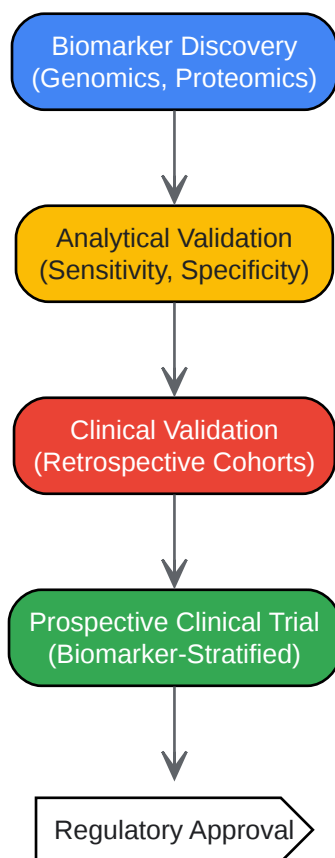 Biomarker Discovery
(Genomics, Proteomics)
Analytical Validation
(Sensitivity, Specificity)
Clinical Validation
(Retrospective Cohorts)
Prospective Clinical Trial
(Biomarker-Stratified)
Regulatory Approval